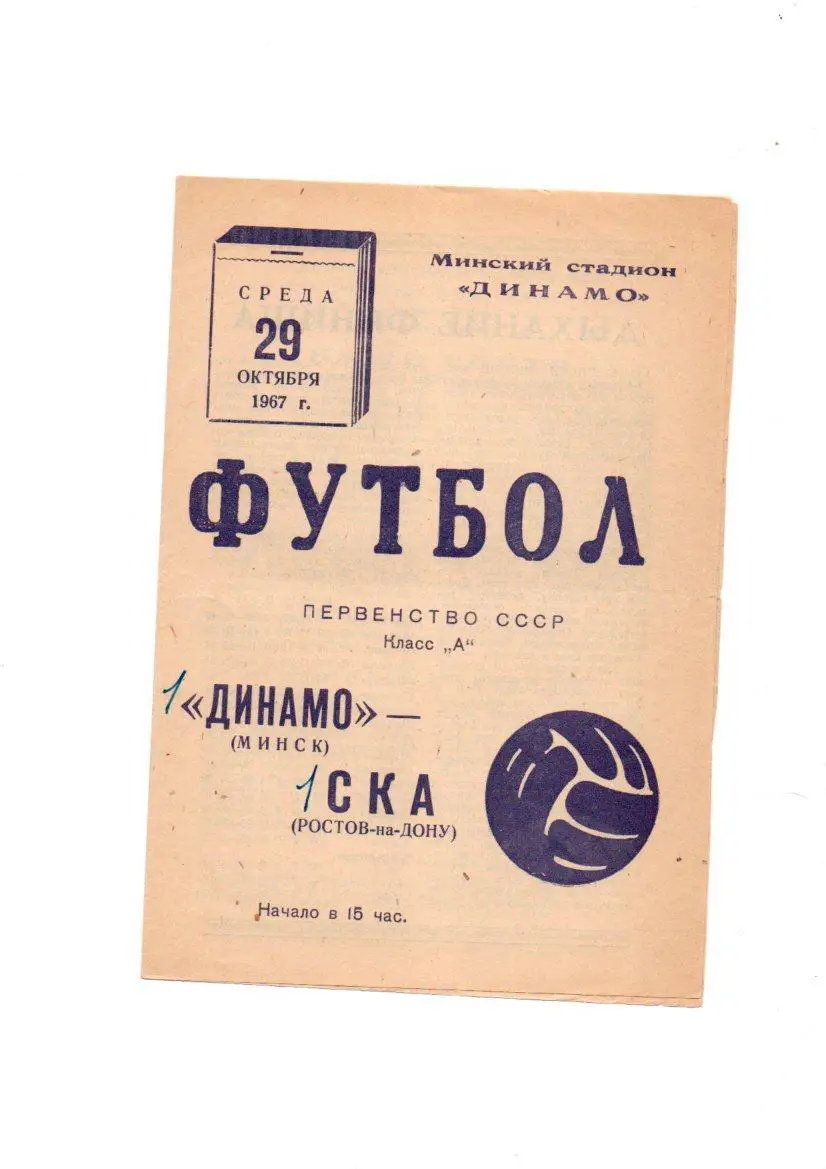 СРЕДА
29
ОКТЯБРЯ
1967 г.
Минский стадион
«ДИНАМО»
ФУТБОЛ
ПЕРВЕНСТВО СССР
Класс „А“
1 «ДИНАМО» —
(МИНСК)
1 СКА
(РОСТОВ-на-ДОНУ)
Начало в 15 час.